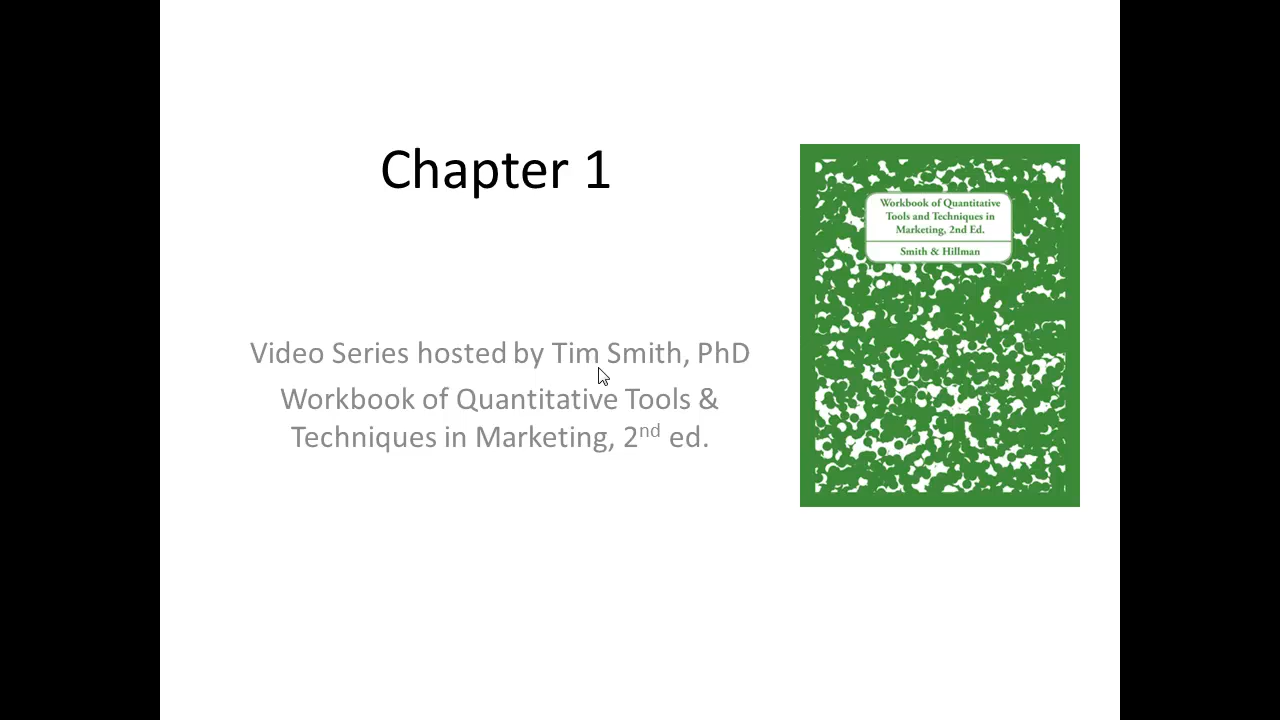 Chapter 1
Video Series hosted by Tim Smith, PhD
Workbook of Quantitative Tools &
Techniques in Marketing, 2nd ed.
Workbook of Quantitative
Tools and Techniques in
Marketing, 2nd Ed.
Smith & Hillman